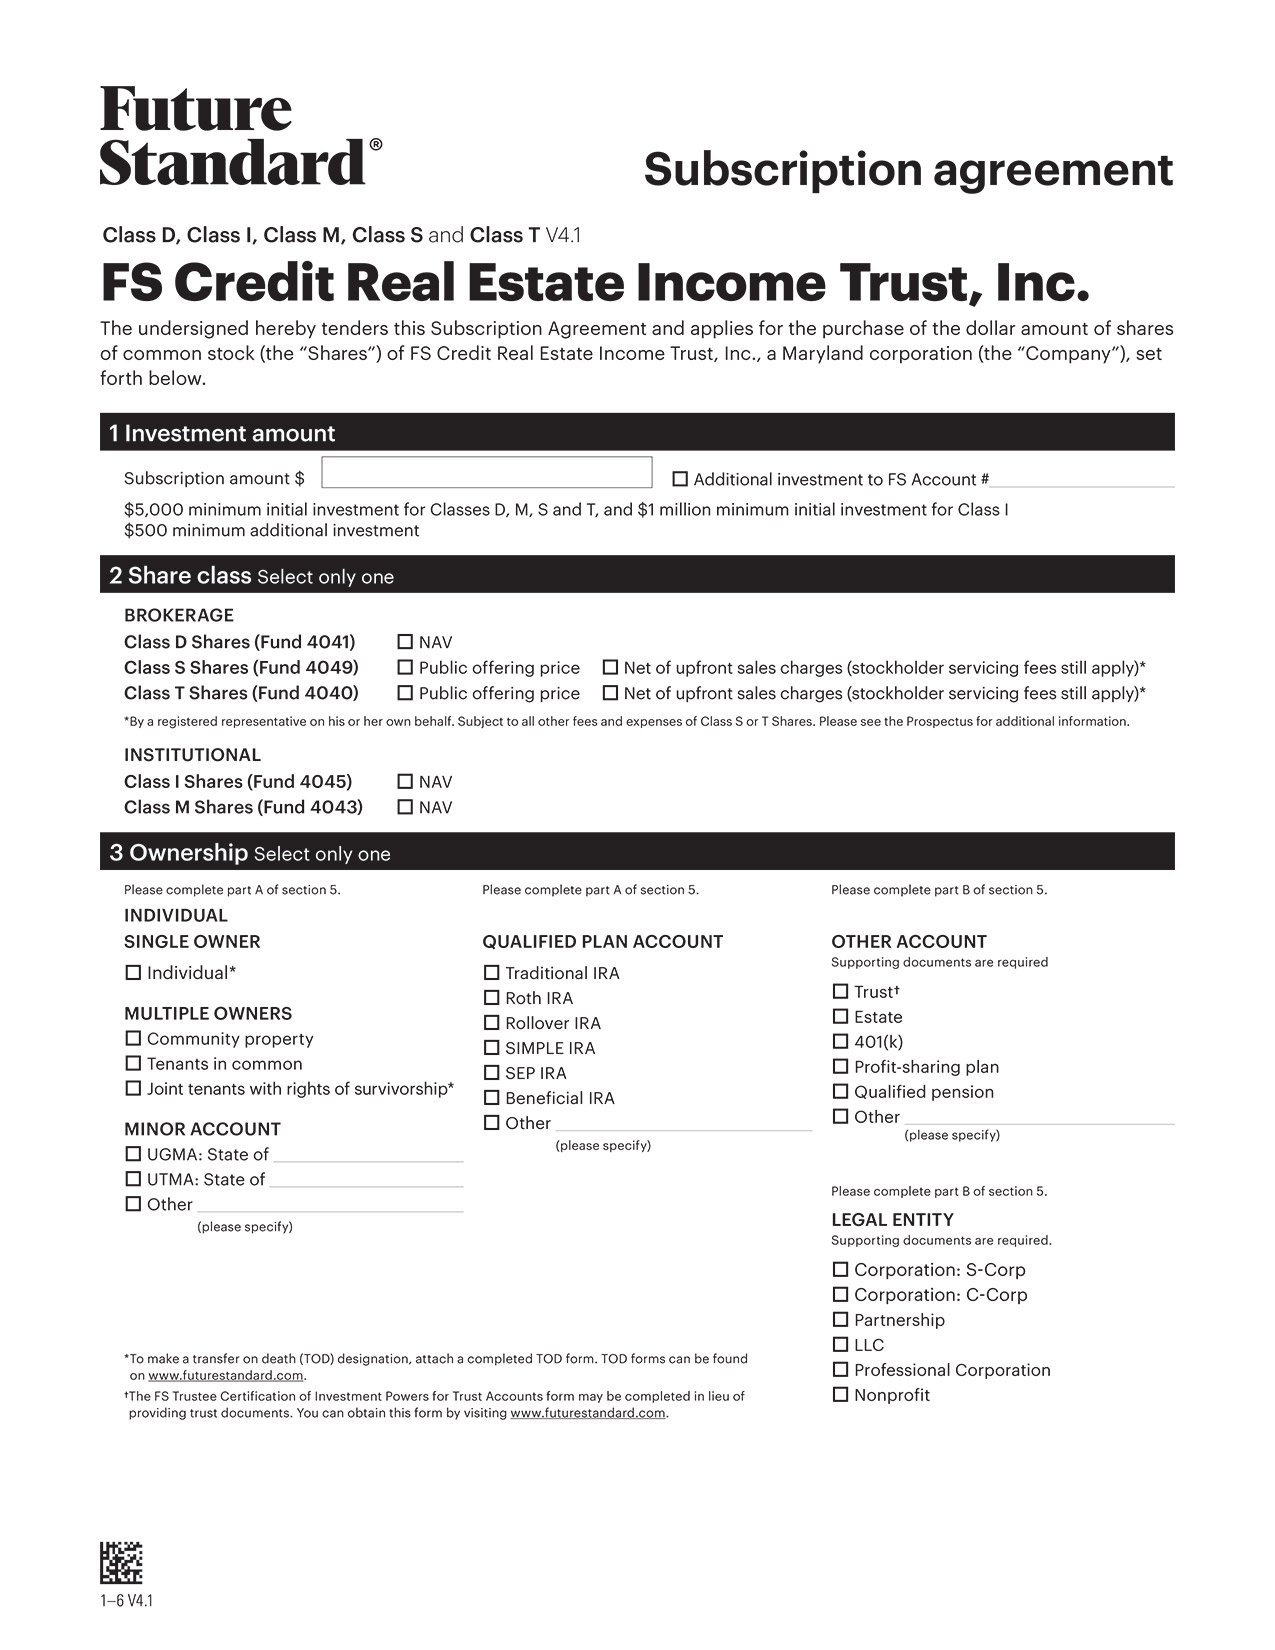 Future
Standard®
Subscription agreement
Class D, Class I, Class M, Class S and Class T V4.1
FS Credit Real Estate Income Trust, Inc.
The undersigned hereby tenders this Subscription Agreement and applies for the purchase of the dollar amount of shares
of common stock (the “Shares”) of FS Credit Real Estate Income Trust, Inc., a Maryland corporation (the “Company”), set
forth below.
1 Investment amount
Subscription amount $
Additional investment to FS Account #
$5,000 minimum initial investment for Classes D, M, S and T, and $1 million minimum initial investment for Class I
$500 minimum additional investment
2 Share class Select only one
BROKERAGE
Class D Shares (Fund 4041) NAV
Class S Shares (Fund 4049) Public offering price Net of upfront sales charges (stockholder servicing fees still apply)*
Class T Shares (Fund 4040) Public offering price Net of upfront sales charges (stockholder servicing fees still apply)*
*By a registered representative on his or her own behalf. Subject to all other fees and expenses of Class S or T Shares. Please see the Prospectus for additional information.
INSTITUTIONAL
Class I Shares (Fund 4045) NAV
Class M Shares (Fund 4043) NAV
3 Ownership Select only one
Please complete part A of section 5.
INDIVIDUAL
SINGLE OWNER
Individual*
MULTIPLE OWNERS
Community property
Tenants in common
Joint tenants with rights of survivorship*
MINOR ACCOUNT
UGMA: State of
UTMA: State of
Other
(please specify)
Please complete part A of section 5.
QUALIFIED PLAN ACCOUNT
Traditional IRA
Roth IRA
Rollover IRA
SIMPLE IRA
SEP IRA
Beneficial IRA
Other
(please specify)
Please complete part B of section 5.
OTHER ACCOUNT
Supporting documents are required
Trust†
Estate
401(k)
Profit-sharing plan
Qualified pension
Other
(please specify)
Please complete part B of section 5.
LEGAL ENTITY
Supporting documents are required.
Corporation: S-Corp
Corporation: C-Corp
Partnership
LLC
Professional Corporation
Nonprofit
*To make a transfer on death (TOD) designation, attach a completed TOD form. TOD forms can be found
on www.futurestandard.com.
†The FS Trustee Certification of Investment Powers for Trust Accounts form may be completed in lieu of
providing trust documents. You can obtain this form by visiting www.futurestandard.com.
1–6 V4.1